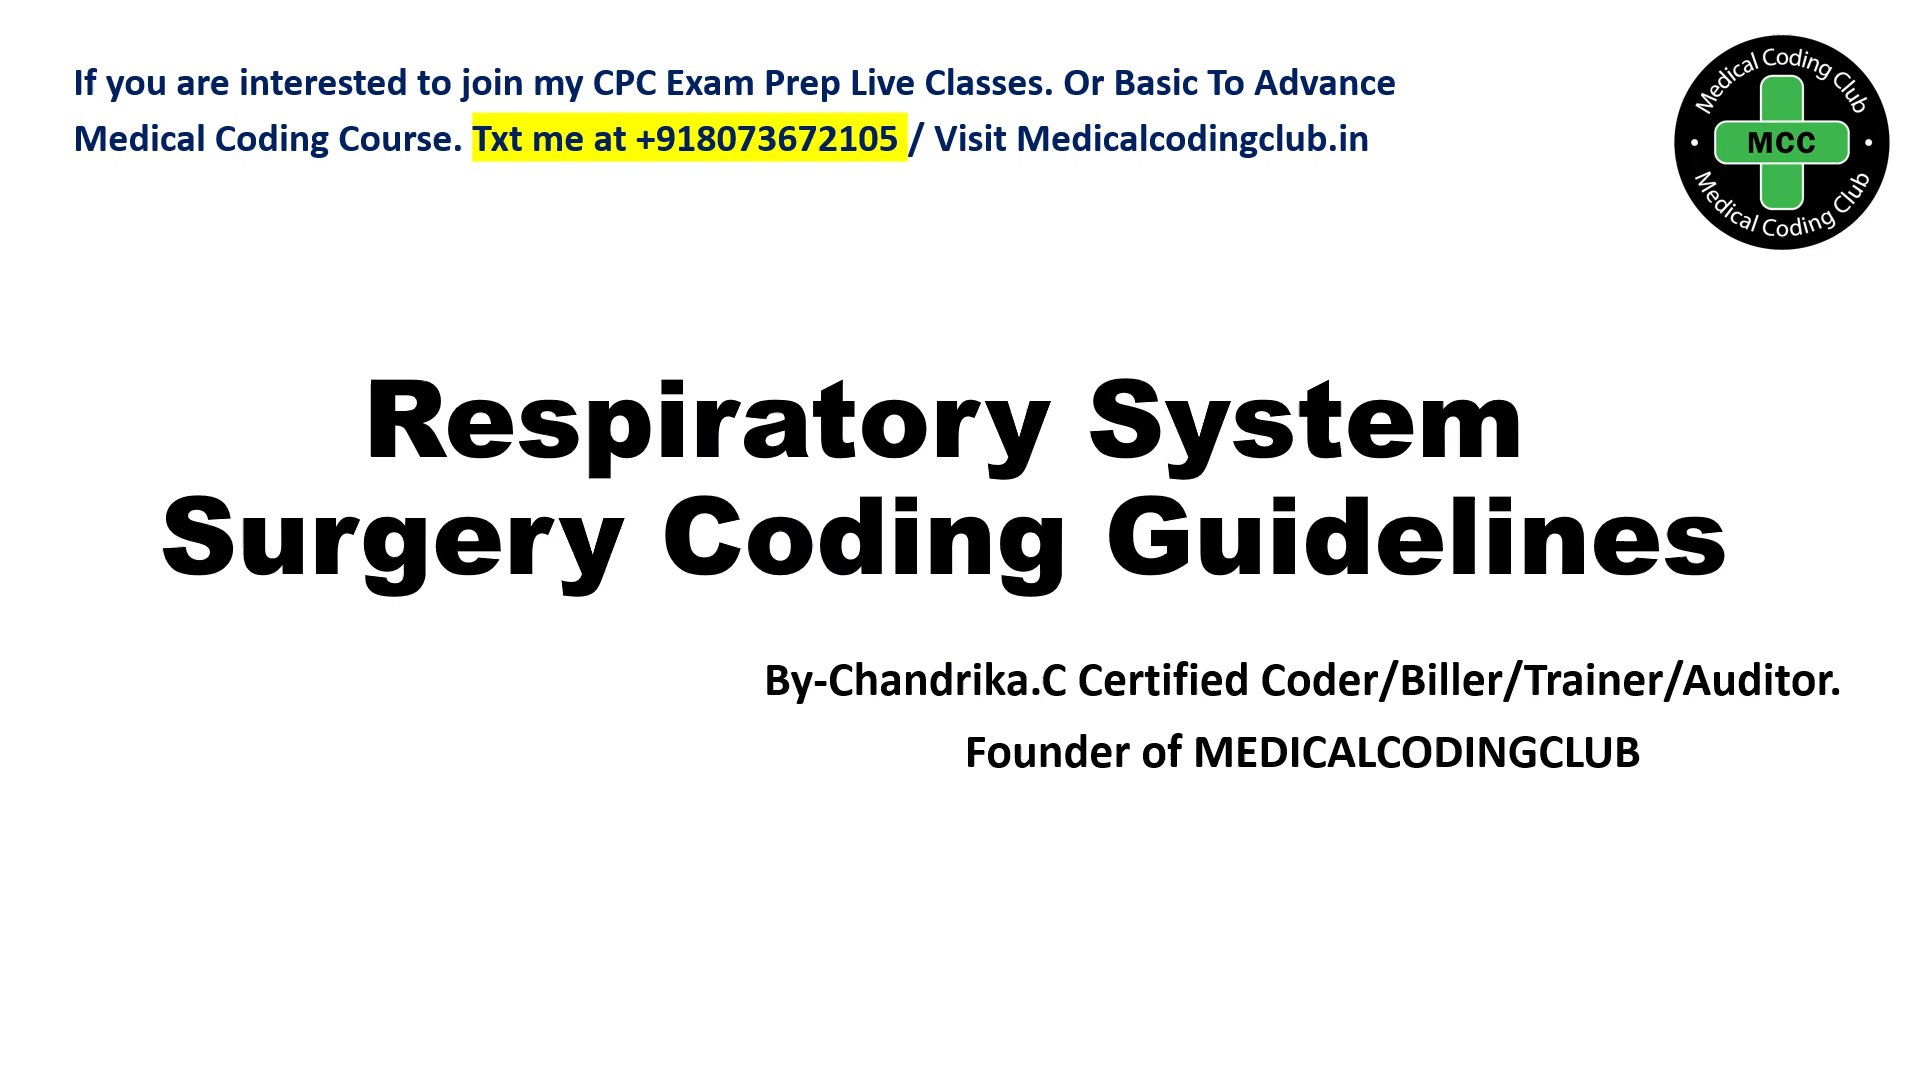 If you are interested to join my CPC Exam Prep Live Classes. Or Basic To Advance
Medical Coding Course. Txt me at +918073672105 / Visit Medicalcodingclub.in
Medical Coding Club
MCC
Medical Coding Club
Respiratory System
Surgery Coding Guidelines
By-Chandrika.C Certified Coder/Biller/Trainer/Auditor.
Founder of MEDICALCODINGCLUB